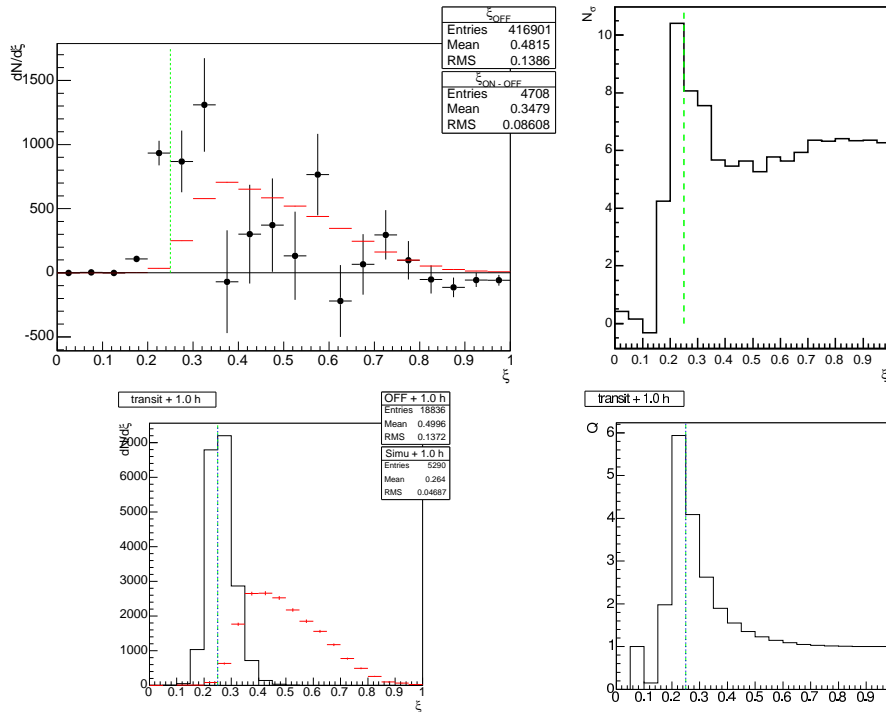 ξOFF
Entries 416901
Mean 0.4815
RMS 0.1386
ξON - OFF
Entries 4708
Mean 0.3479
RMS 0.08608
dN/dξ
1500
1000
500
0
-500
0 0.1 0.2 0.3 0.4 0.5 0.6 0.7 0.8 0.9 1
ξ
Nσ
10
8
6
4
2
0
0 0.1 0.2 0.3 0.4 0.5 0.6 0.7 0.8 0.9
ξ
transit + 1.0 h
OFF + 1.0 h
Entries 18836
Mean 0.4996
RMS 0.1372
Simu + 1.0 h
Entries 5290
Mean 0.264
RMS 0.04687
dN/dξ
7000
6000
5000
4000
3000
2000
1000
0
0 0.1 0.2 0.3 0.4 0.5 0.6 0.7 0.8 0.9 1
ξ
transit + 1.0 h
Q
6
5
4
3
2
1
0
0 0.1 0.2 0.3 0.4 0.5 0.6 0.7 0.8 0.9
ξ